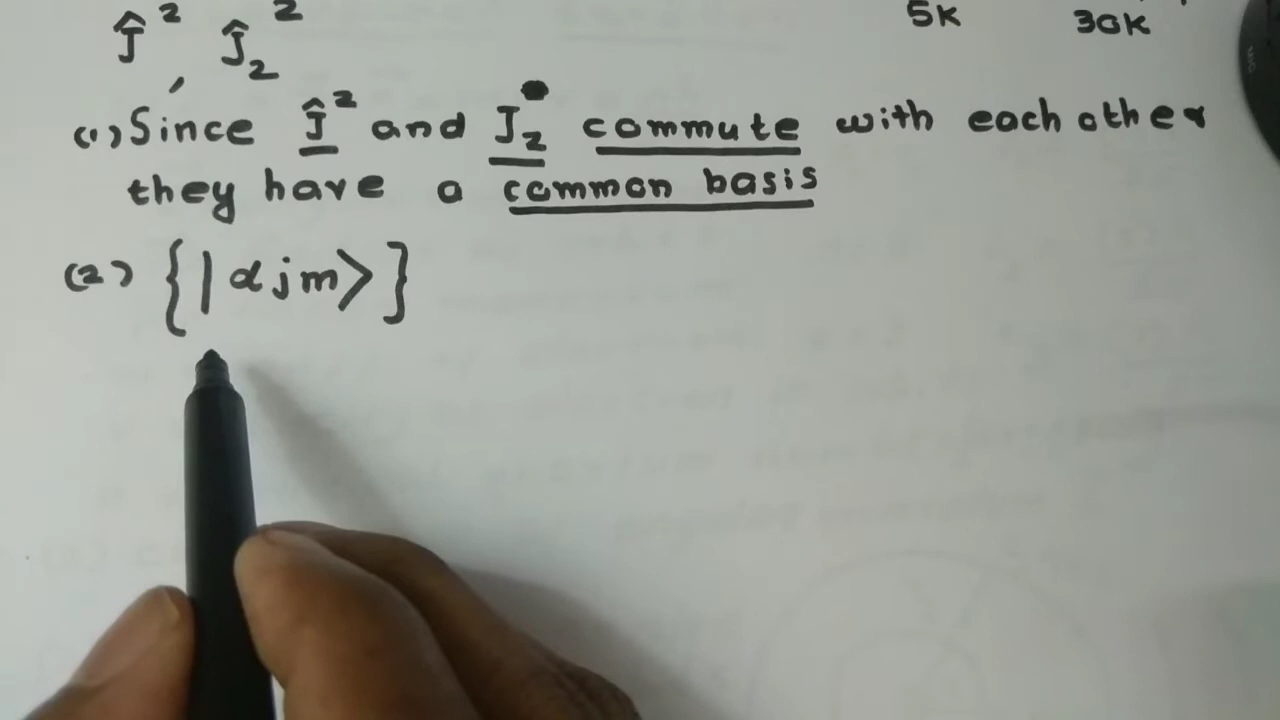 Ĵ², Ĵ₂²
5K 30K
(1) Since Ĵ² and J₂ commute with each other
they have a common basis
(2) {|αjm>}